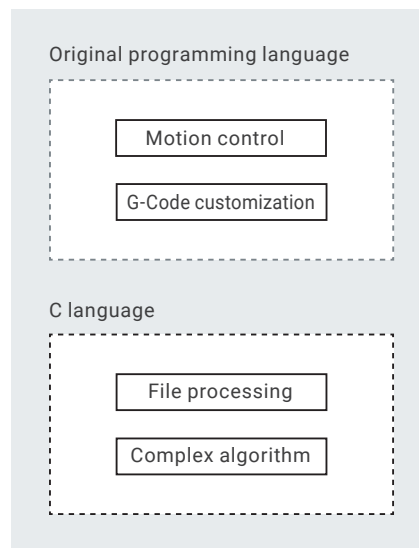 Original programming language
Motion control
G-Code customization
C language
File processing
Complex algorithm